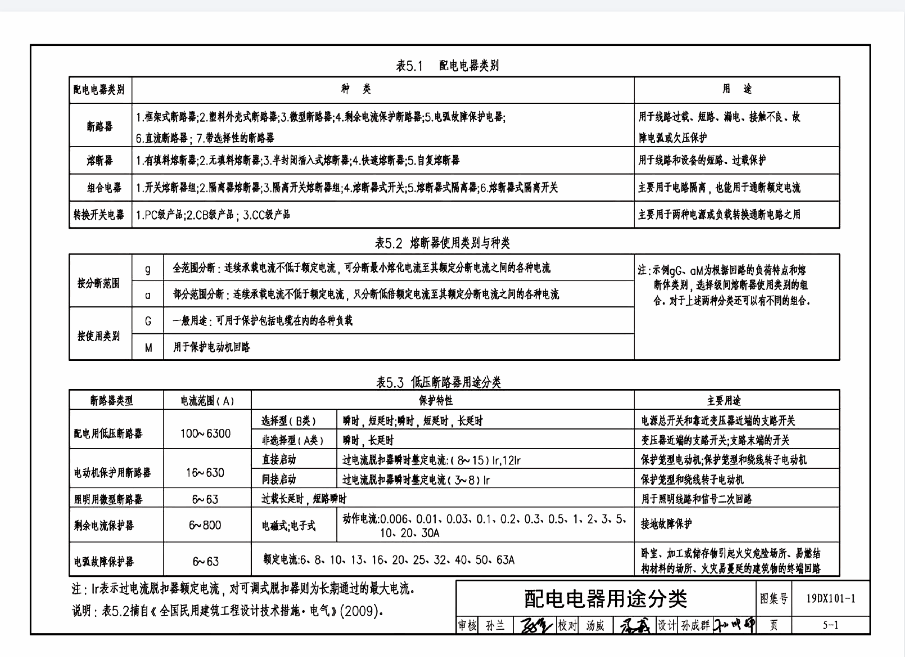 表5.1 配电电器类别
配电电器类别 种 类 用 途
断路器 1.框架式断路器;2.塑料外壳式断路器;3.微型断路器;4.剩余电流保护断路器;5.电弧故障保护电器;
6.直流断路器;7.带选择性的断路器
用于线路过载、短路、漏电、接触不良、故
障电弧或欠压保护
熔断器 1.有填料熔断器;2.无填料熔断器;3.半封闭插入式熔断器;4.快速熔断器;5.自复熔断器 用于线路和设备的短路、过载保护
组合电器 1.开关熔断器组;2.隔离器熔断器;3.隔离开关熔断器组;4.熔断器式开关;5.熔断器式隔离器;6.熔断器式隔离开关 主要用于电路隔离,也能用于通断额定电流
转换开关电器 1.PC级产品;2.CB级产品;3.CC级产品 主要用于两种电源或负载转换通断电路之用
表5.2 熔断器使用类别与种类
按分断范围 g 全范围分断:连续承载电流不低于额定电流,可分断最小熔化电流至其额定分断电流之间的各种电流
a 部分范围分断:连续承载电流不低于额定电流,只分断低倍额定电流至其额定分断电流之间的各种电流
按使用类别 G 一般用途:可用于保护包括电缆在内的各种负载
M 用于保护电动机回路
注:示例gG、aM为根据回路的负荷特点和熔
断体类别,选择级间熔断器使用类别的组
合。对于上述两种分类还可以有不同的组合。
表5.3 低压断路器用途分类
断路器类型 电流范围(A) 保护特性 主要用途
配电用低压断路器 100~6300 选择型(B类) 瞬时,短延时;瞬时,短延时,长延时 电源总开关和靠近变压器近端的支路开关
非选择型(A类) 瞬时,长延时 变压器近端的支路开关;支路末端的开关
电动机保护用断路器 16~630 直接启动 过电流脱扣器瞬时整定电流:(8~15)Ir,12Ir 保护笼型电动机;保护笼型和绕线转子电动机
间接启动 过电流脱扣器瞬时整定电流(3~8)Ir 保护笼型和绕线转子电动机
照明用微型断路器 6~63 过载长延时,短路瞬时 用于照明线路和信号二次回路
剩余电流保护器 6~800 电磁式;电子式 动作电流:0.006、0.01、0.03、0.1、0.2、0.3、0.5、1、2、3、5、
10、20、30A
接地故障保护
电弧故障保护器 6~63 额定电流:6、8、10、13、16、20、25、32、40、50、63A 卧室、加工或储存物引起火灾危险场所、易燃结
构材料的场所、火灾易蔓延的建筑物的终端回路
注:Ir表示过电流脱扣器额定电流,对可调式脱扣器则为长期通过的最大电流。
说明:表5.2摘自《全国民用建筑工程设计技术措施·电气》(2009)。
配电电器用途分类 图集号 19DX101-1
审核 孙兰 校对 汤威 设计 孙成群 页 5-1